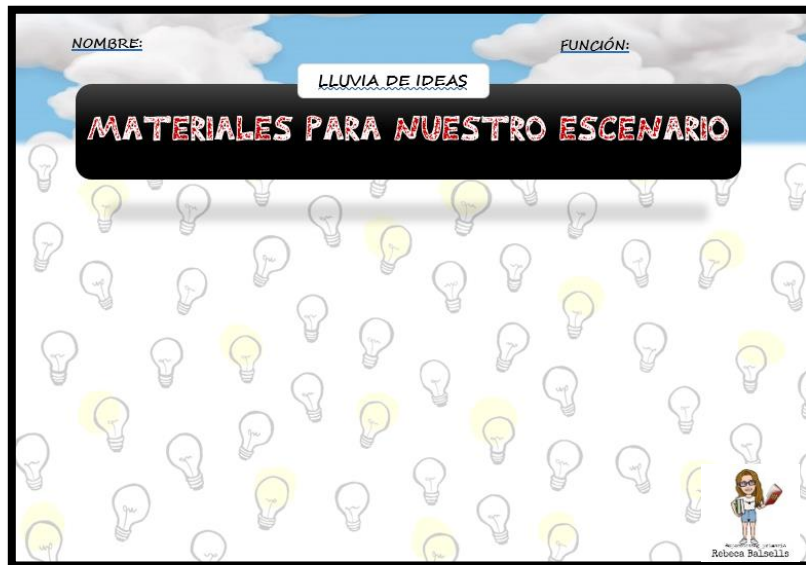 NOMBRE:
FUNCIÓN:
LLUVIA DE IDEAS
MATERIALES PARA NUESTRO ESCENARIO
Rebeca Balsells